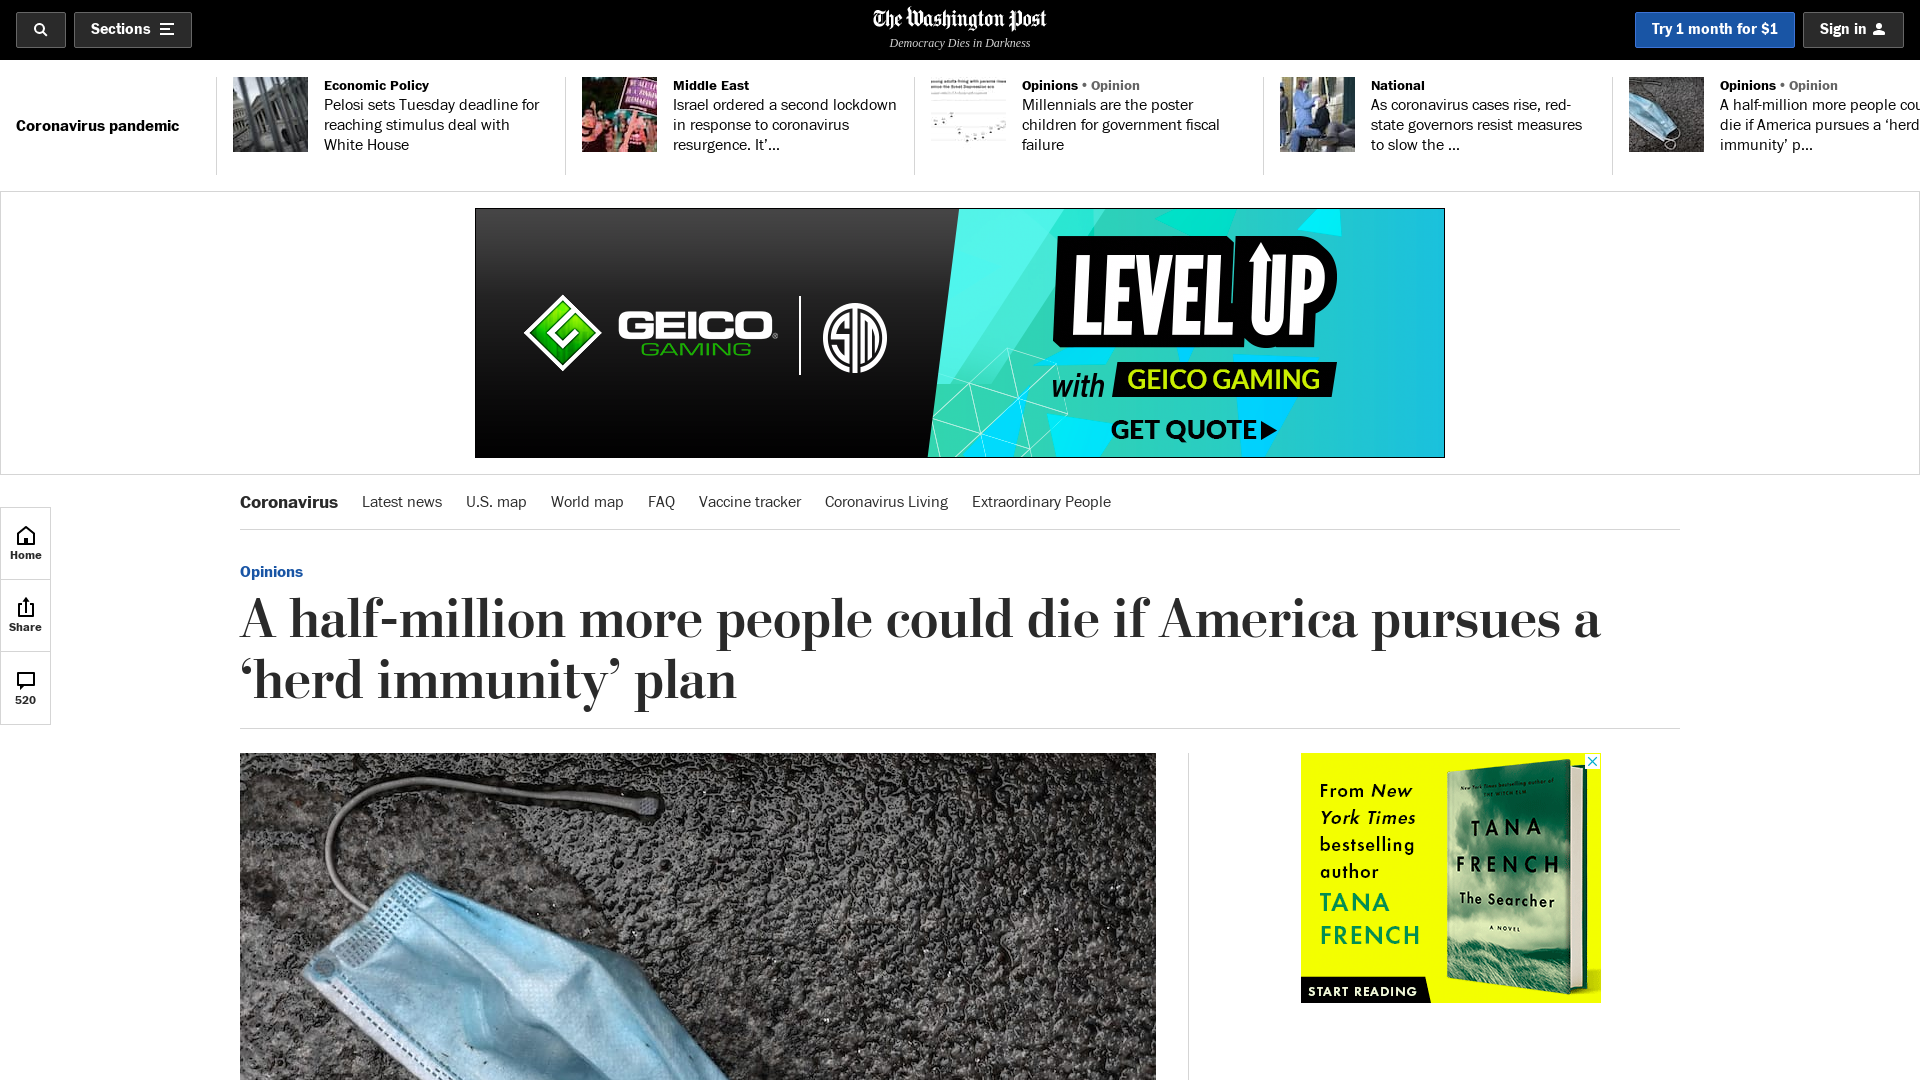 Sections
The Washington Post
Democracy Dies in Darkness
Try 1 month for $1
Sign in
Coronavirus pandemic
Economic Policy
Pelosi sets Tuesday deadline for
reaching stimulus deal with
White House
Middle East
Israel ordered a second lockdown
in response to coronavirus
resurgence. It’...
Opinions • Opinion
Millennials are the poster
children for government fiscal
failure
National
As coronavirus cases rise, red-
state governors resist measures
to slow the ...
Opinions • Opinion
A half-million more people cou
die if America pursues a ‘herd
immunity’ p...
GEICO
GAMING
TSM
LEVEL UP
with GEICO GAMING
GET QUOTE
Coronavirus
Latest news
U.S. map
World map
FAQ
Vaccine tracker
Coronavirus Living
Extraordinary People
Home
Share
520
Opinions
A half-million more people could die if America pursues a
‘herd immunity’ plan
From New
York Times
bestselling
author
TANA
FRENCH
START READING
TANA
FRENCH
The Searcher
A NOVEL